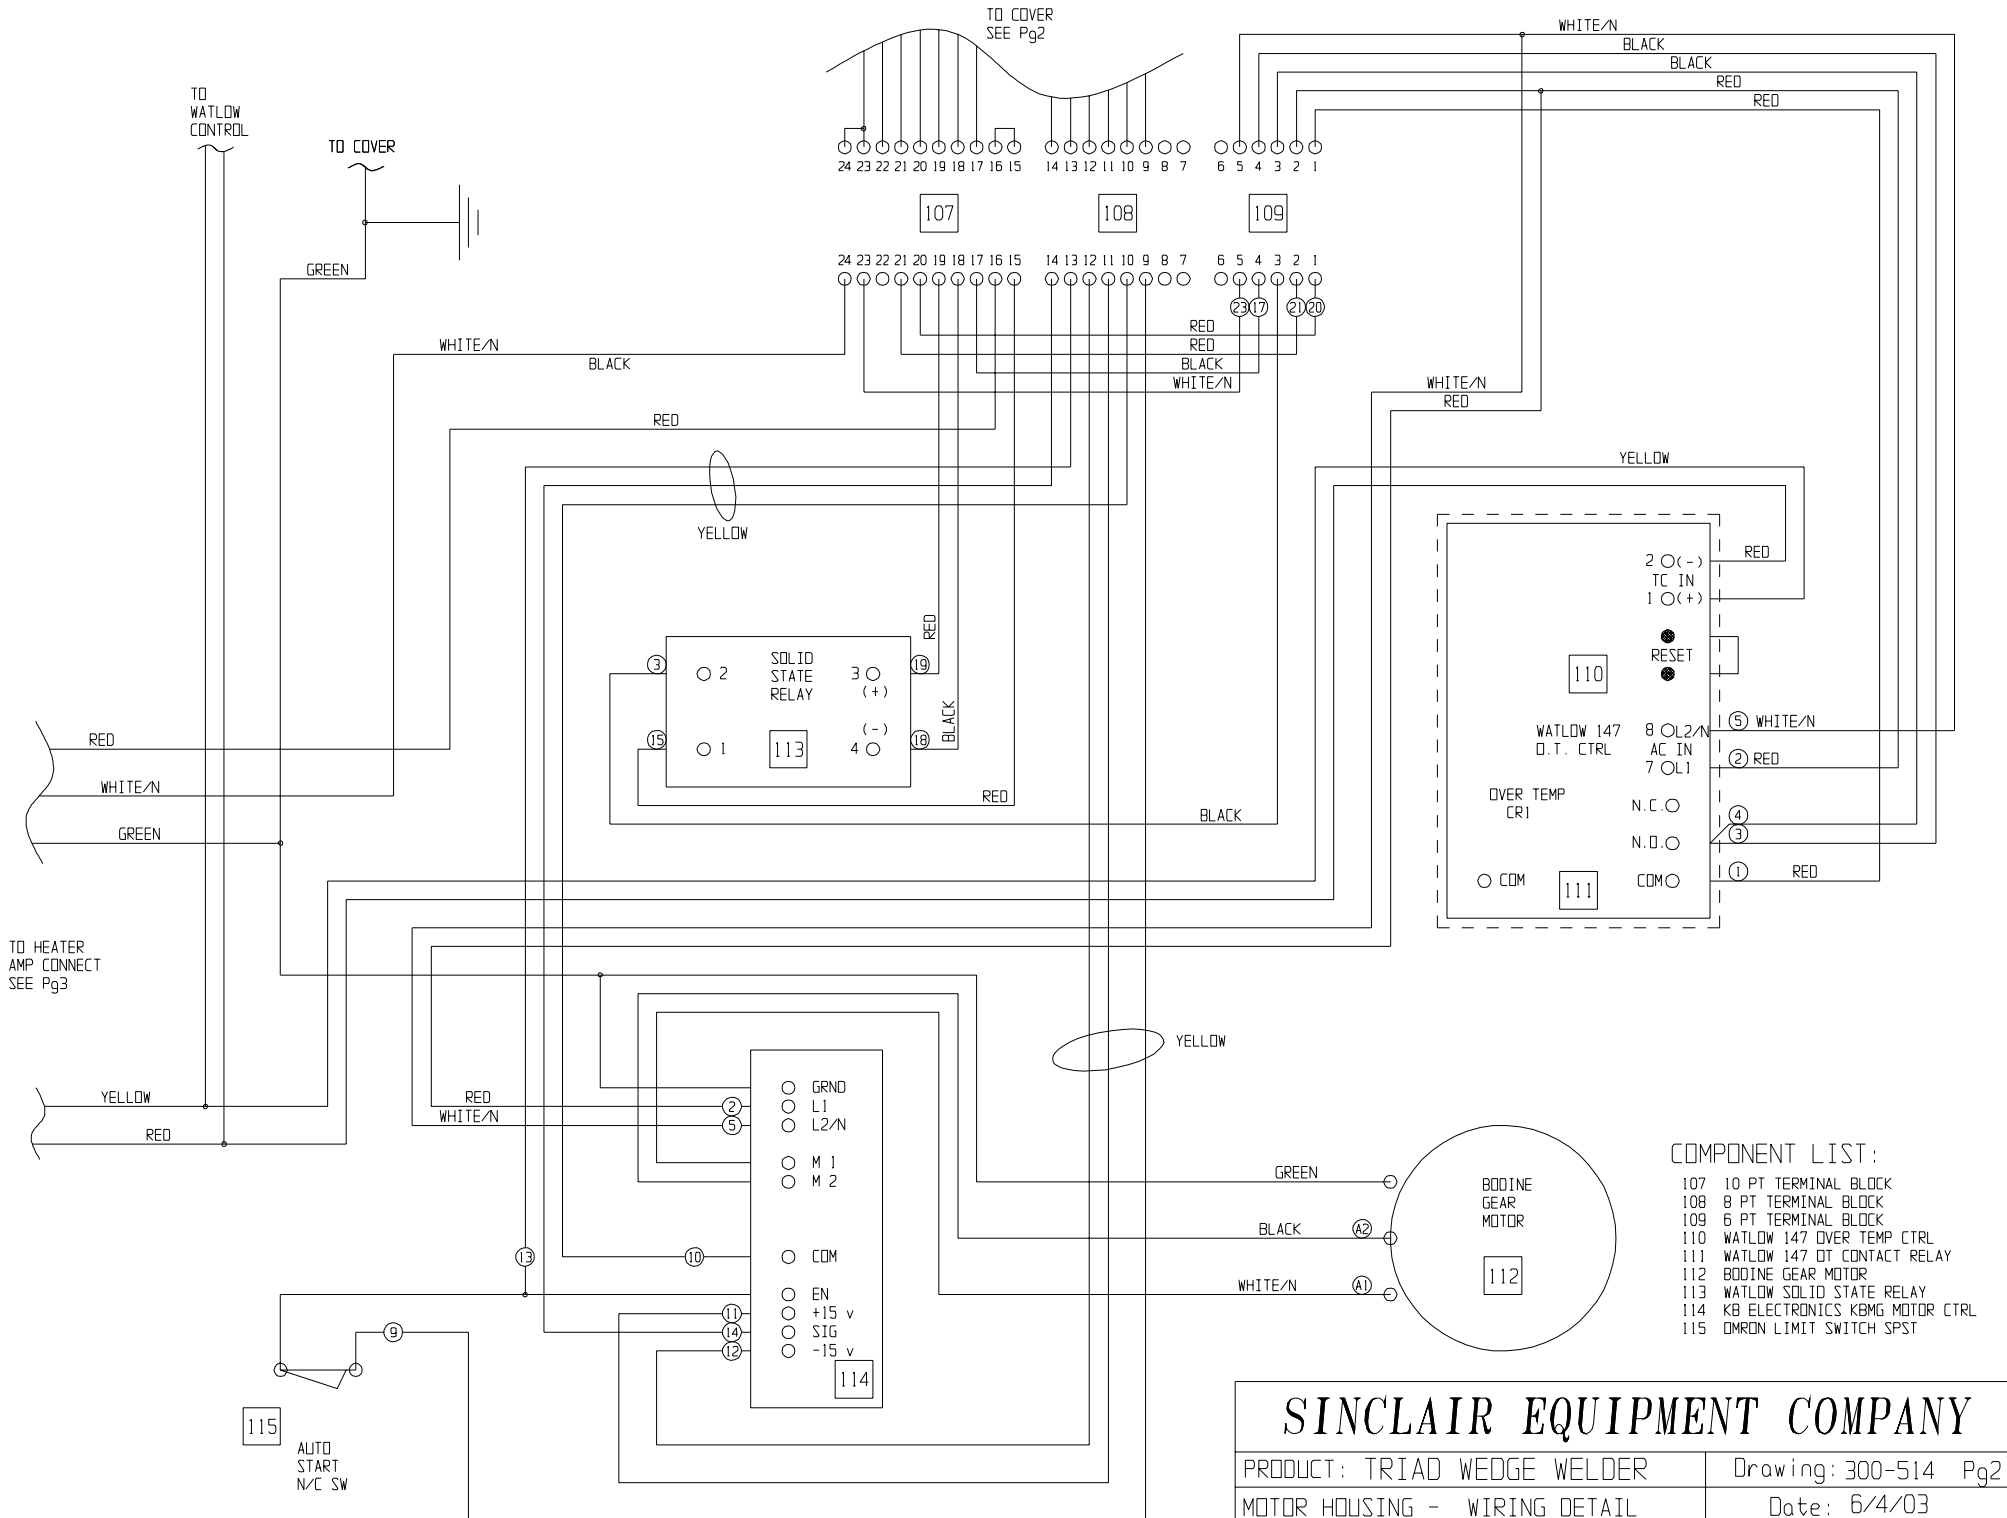 TO COVER
SEE Pg2
WHITE/N
BLACK
BLACK
RED
RED
TO
WATLOW
CONTROL
TO COVER
24 23 22 21 20 19 18 17 16 15 14 13 12 11 10 9 8 7 6 5 4 3 2 1
107 108 109
24 23 22 21 20 19 18 17 16 15 14 13 12 11 10 9 8 7 6 5 4 3 2 1
GREEN
23 17 21 20
RED
RED
BLACK
WHITE/N
WHITE/N
BLACK
WHITE/N
RED
RED
YELLOW
YELLOW
2 (-)
TC IN
1 (+)
RED
RESET
110
WATLOW 147
O.T. CTRL
8 L2/N
AC IN
7 L1
5 WHITE/N
2 RED
OVER TEMP
CR1
N.C.
N.O.
4
3
COM
111
COM
1 RED
3
2
SOLID
STATE
RELAY
3
(+)
19
RED
15
1
113
(-)
4
18
BLACK
RED
BLACK
RED
WHITE/N
GREEN
TO HEATER
AMP CONNECT
SEE Pg3
YELLOW
YELLOW
RED
RED
WHITE/N
2
5
GRND
L1
L2/N
M 1
M 2
13
10
COM
EN
11
+15 v
14
SIG
12
-15 v
114
9
115
AUTO
START
N/C SW
GREEN
BLACK
A2
WHITE/N
A1
BODINE
GEAR
MOTOR
112
COMPONENT LIST:
107 10 PT TERMINAL BLOCK
108 8 PT TERMINAL BLOCK
109 6 PT TERMINAL BLOCK
110 WATLOW 147 OVER TEMP CTRL
111 WATLOW 147 OT CONTACT RELAY
112 BODINE GEAR MOTOR
113 WATLOW SOLID STATE RELAY
114 KB ELECTRONICS KBMG MOTOR CTRL
115 OMRON LIMIT SWITCH SPST
SINCLAIR EQUIPMENT COMPANY
PRODUCT: TRIAD WEDGE WELDER
Drawing: 300-514 Pg2
MOTOR HOUSING - WIRING DETAIL
Date: 6/4/03